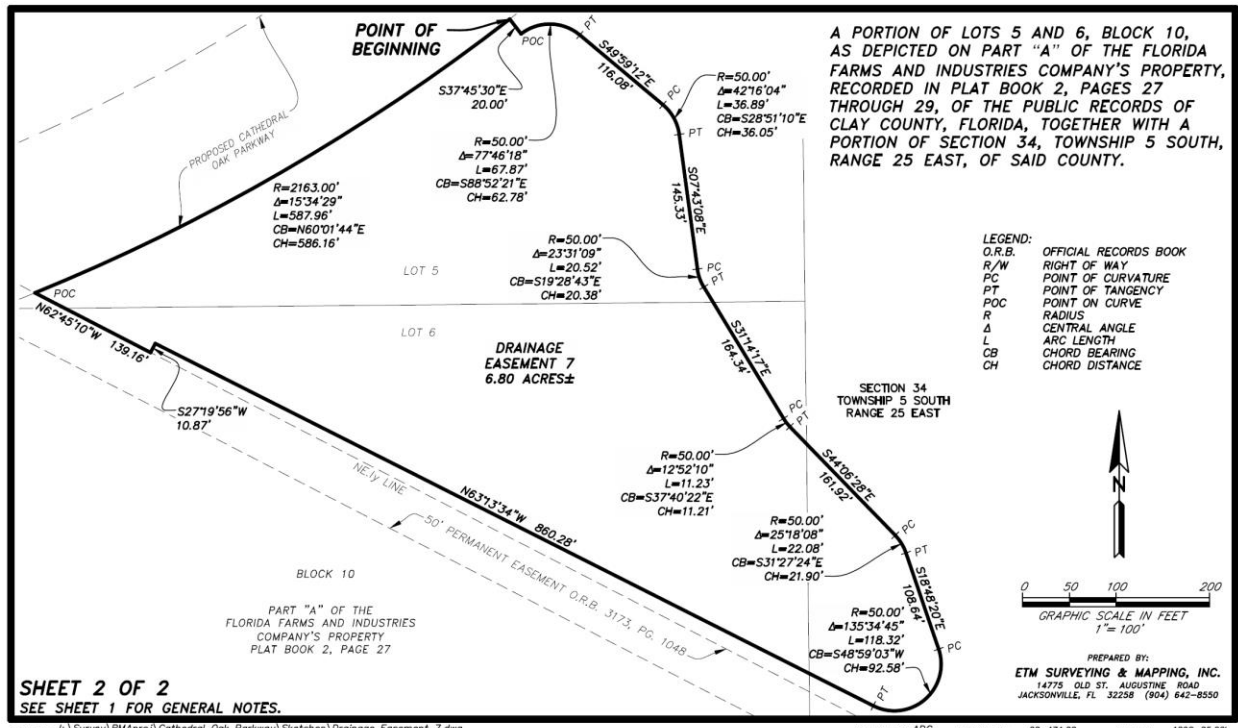 POINT OF
BEGINNING
POC
PT
S37°45'30"E
20.00'
S49°59'12"E
116.08'
A PORTION OF LOTS 5 AND 6, BLOCK 10,
AS DEPICTED ON PART "A" OF THE FLORIDA
FARMS AND INDUSTRIES COMPANY'S PROPERTY,
RECORDED IN PLAT BOOK 2, PAGES 27
THROUGH 29, OF THE PUBLIC RECORDS OF
CLAY COUNTY, FLORIDA, TOGETHER WITH A
PORTION OF SECTION 34, TOWNSHIP 5 SOUTH,
RANGE 25 EAST, OF SAID COUNTY.
PROPOSED CATHEDRAL
OAK PARKWAY
R=2163.00'
Δ=15°34'29"
L=587.96'
CB=N60°01'44"E
CH=586.16'
R=50.00'
Δ=77°46'18"
L=67.87'
CB=S88°52'21"E
CH=62.78'
PC
R=50.00'
Δ=42°16'04"
L=36.89'
CB=S28°51'10"E
CH=36.05'
PT
S07°43'08"E
145.33'
R=50.00'
Δ=23°31'09"
L=20.52'
CB=S19°28'43"E
CH=20.38'
PC
PT
LEGEND:
O.R.B. OFFICIAL RECORDS BOOK
R/W RIGHT OF WAY
PC POINT OF CURVATURE
PT POINT OF TANGENCY
POC POINT ON CURVE
R RADIUS
Δ CENTRAL ANGLE
L ARC LENGTH
CB CHORD BEARING
CH CHORD DISTANCE
LOT 5
POC
LOT 6
N62°45'10"W 139.16'
S27°19'56"W
10.87'
DRAINAGE
EASEMENT 7
6.80 ACRES±
S31°14'17"E
164.34'
SECTION 34
TOWNSHIP 5 SOUTH
RANGE 25 EAST
PC
PT
R=50.00'
Δ=12°52'10"
L=11.23'
CB=S37°40'22"E
CH=11.21'
S44°06'28"E
161.92'
N
NE.ly LINE
N63°13'34"W 860.28'
50' PERMANENT EASEMENT O.R.B. 3173, PG. 1048
R=50.00'
Δ=25°18'08"
L=22.08'
CB=S31°27'24"E
CH=21.90'
PC
PT
S18°48'20"E
108.64'
R=50.00'
Δ=135°34'45"
L=118.32'
CB=S48°59'03"W
CH=92.58'
PC
PT
BLOCK 10
PART "A" OF THE
FLORIDA FARMS AND INDUSTRIES
COMPANY'S PROPERTY
PLAT BOOK 2, PAGE 27
0 50 100 200
GRAPHIC SCALE IN FEET
1"= 100'
PREPARED BY:
ETM SURVEYING & MAPPING, INC.
14775 OLD ST. AUGUSTINE ROAD
JACKSONVILLE, FL 32258 (904) 642-8550
SHEET 2 OF 2
SEE SHEET 1 FOR GENERAL NOTES.